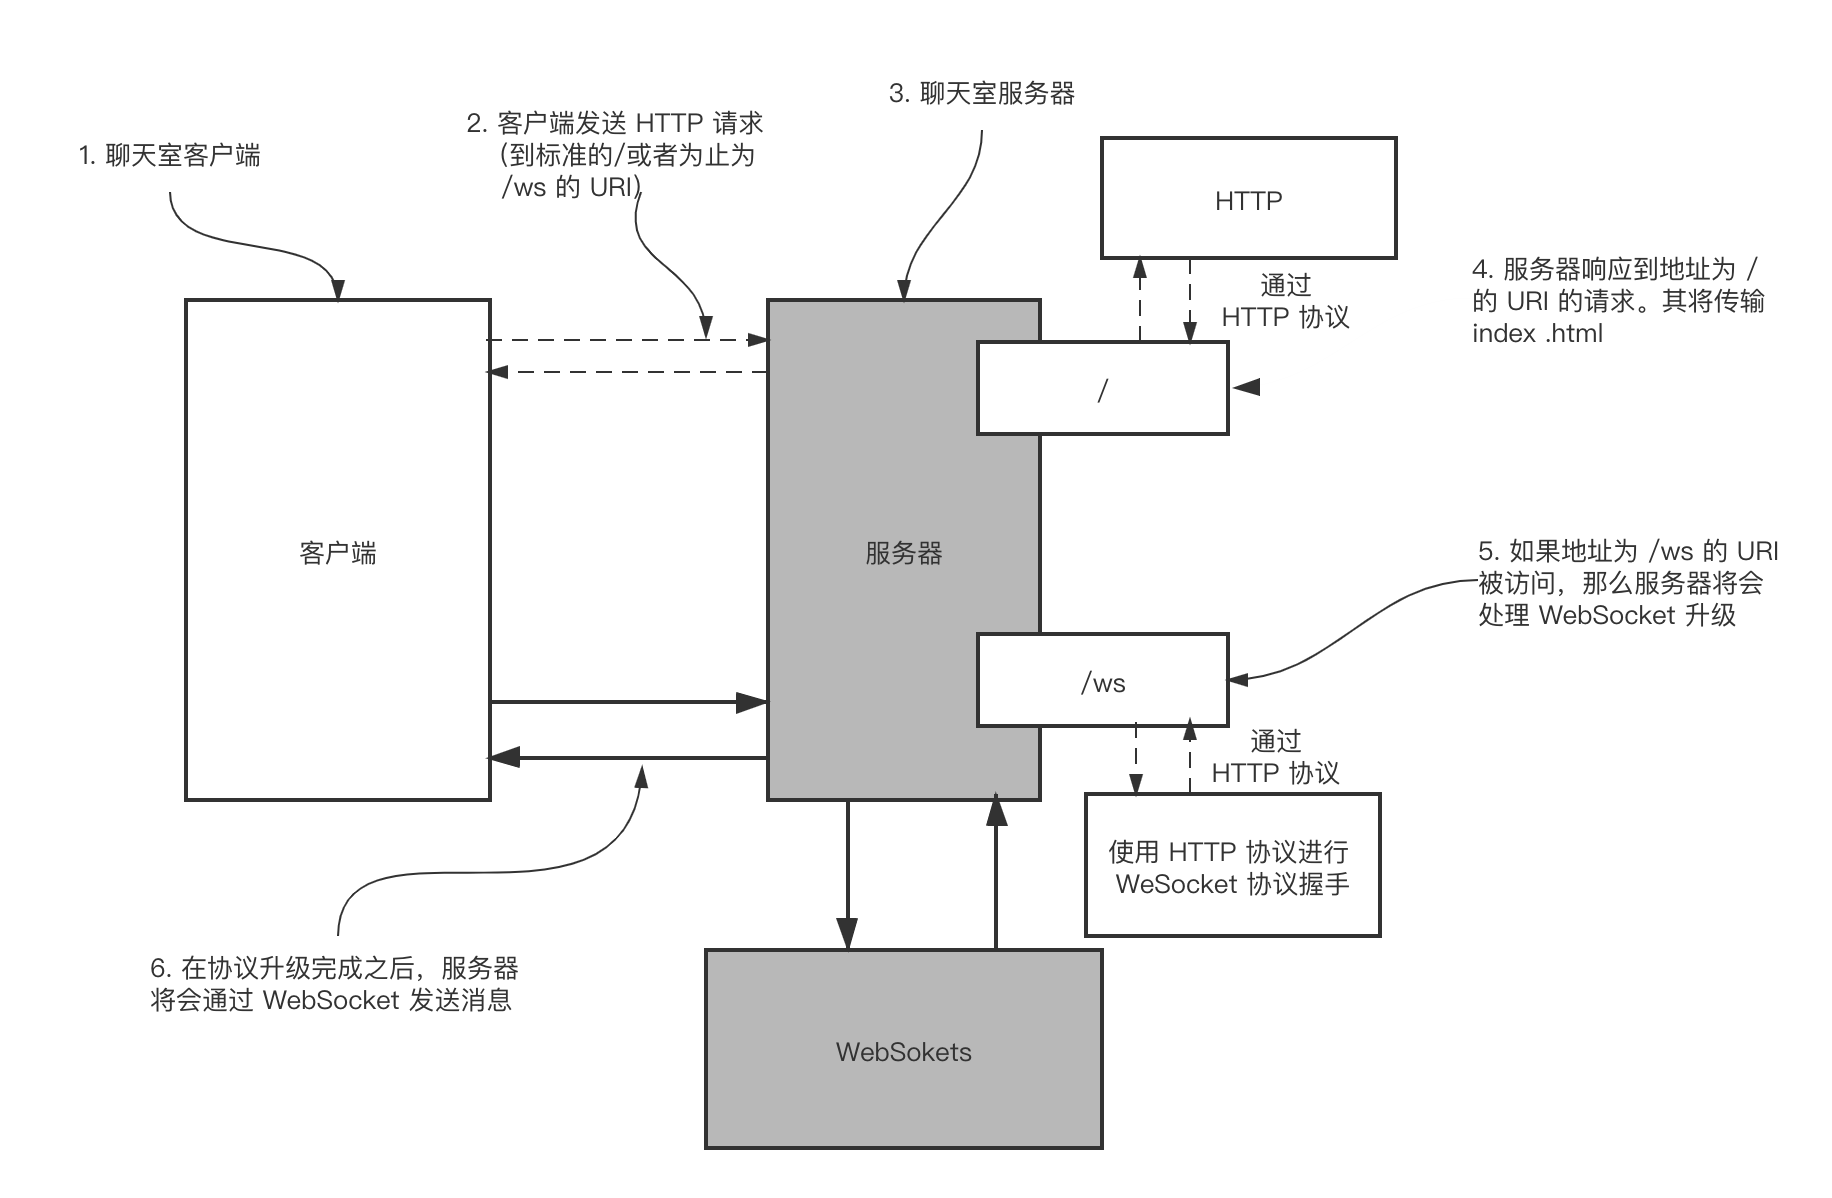 1. 聊天室客户端
2. 客户端发送 HTTP 请求
(到标准的/或者为止为
/ws 的 URI)
3. 聊天室服务器
HTTP
通过
HTTP 协议
4. 服务器响应到地址为 /
的 URI 的请求。其将传输
index .html
/
客户端
服务器
5. 如果地址为 /ws 的 URI
被访问，那么服务器将会
处理 WebSocket 升级
/ws
通过
HTTP 协议
使用 HTTP 协议进行
WeSocket 协议握手
6. 在协议升级完成之后，服务器
将会通过 WebSocket 发送消息
WebSokets